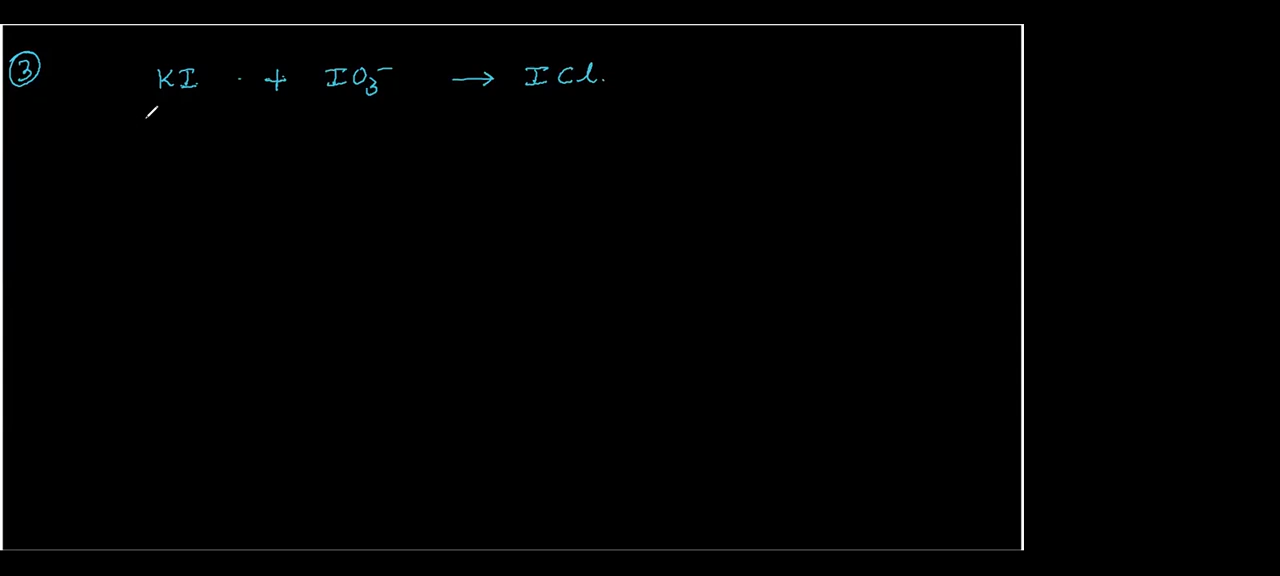 ③ KI + IO₃⁻ → ICl.